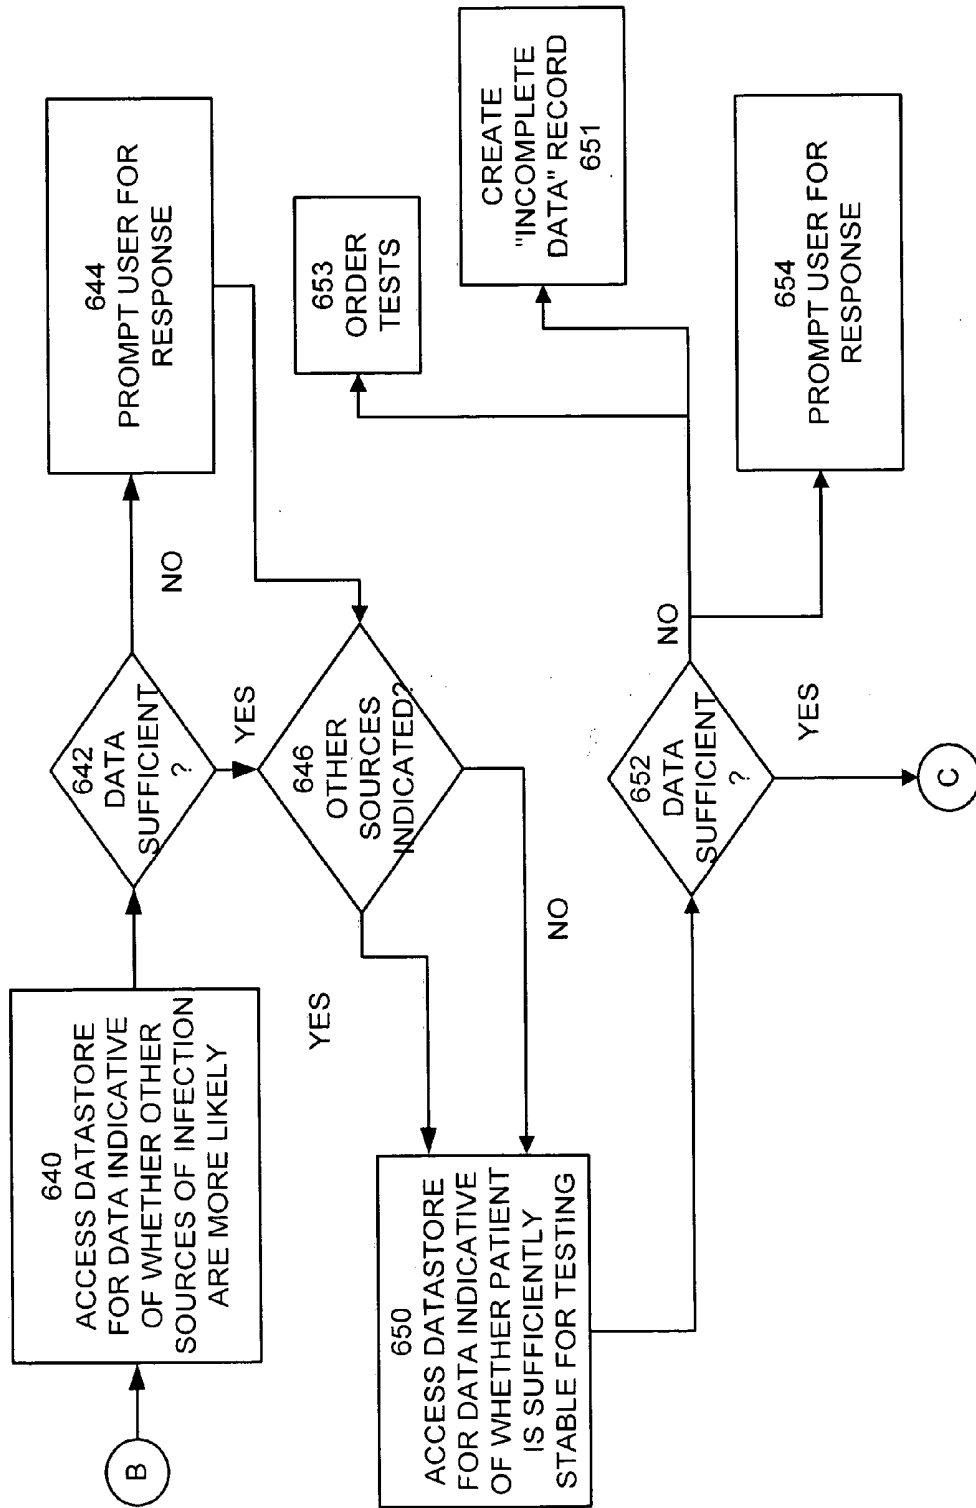 B
640
ACCESS DATASTORE
FOR DATA INDICATIVE
OF WHETHER OTHER
SOURCES OF INFECTION
ARE MORE LIKELY
642
DATA
SUFFICIENT
?
NO
644
PROMPT USER FOR
RESPONSE
YES
646
OTHER
SOURCES
INDICATED?
YES
NO
650
ACCESS DATASTORE
FOR DATA INDICATIVE
OF WHETHER PATIENT
IS SUFFICIENTLY
STABLE FOR TESTING
652
DATA
SUFFICIENT
?
NO
653
ORDER
TESTS
CREATE
"INCOMPLETE
DATA" RECORD
651
654
PROMPT USER FOR
RESPONSE
YES
C